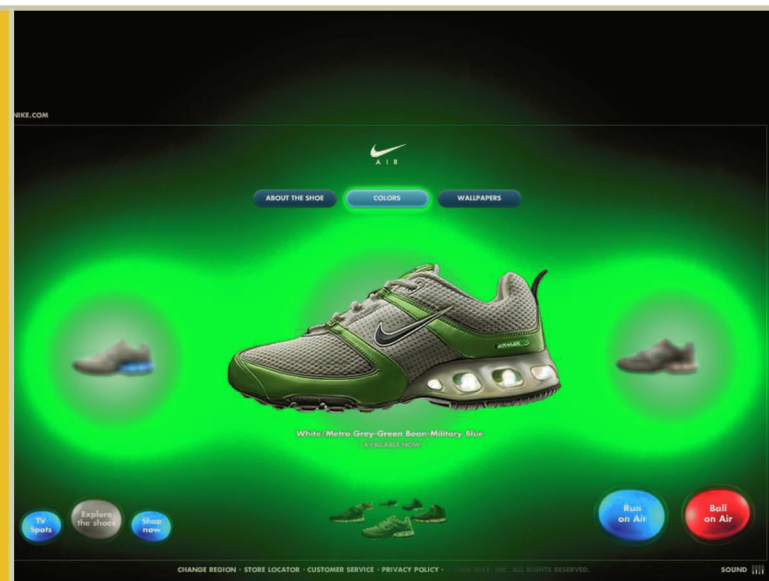 NIKE.COM
AIR
ABOUT THE SHOE
COLORS
WALLPAPERS
White/Metro Grey-Green Bean-Military Blue
AVAILABLE NOW
TV
Spots
Explore
the shoes
Shop
now
Run
on Air
Ball
on Air
CHANGE REGION · STORE LOCATOR · CUSTOMER SERVICE · PRIVACY POLICY · NIKE, INC. ALL RIGHTS RESERVED.
SOUND